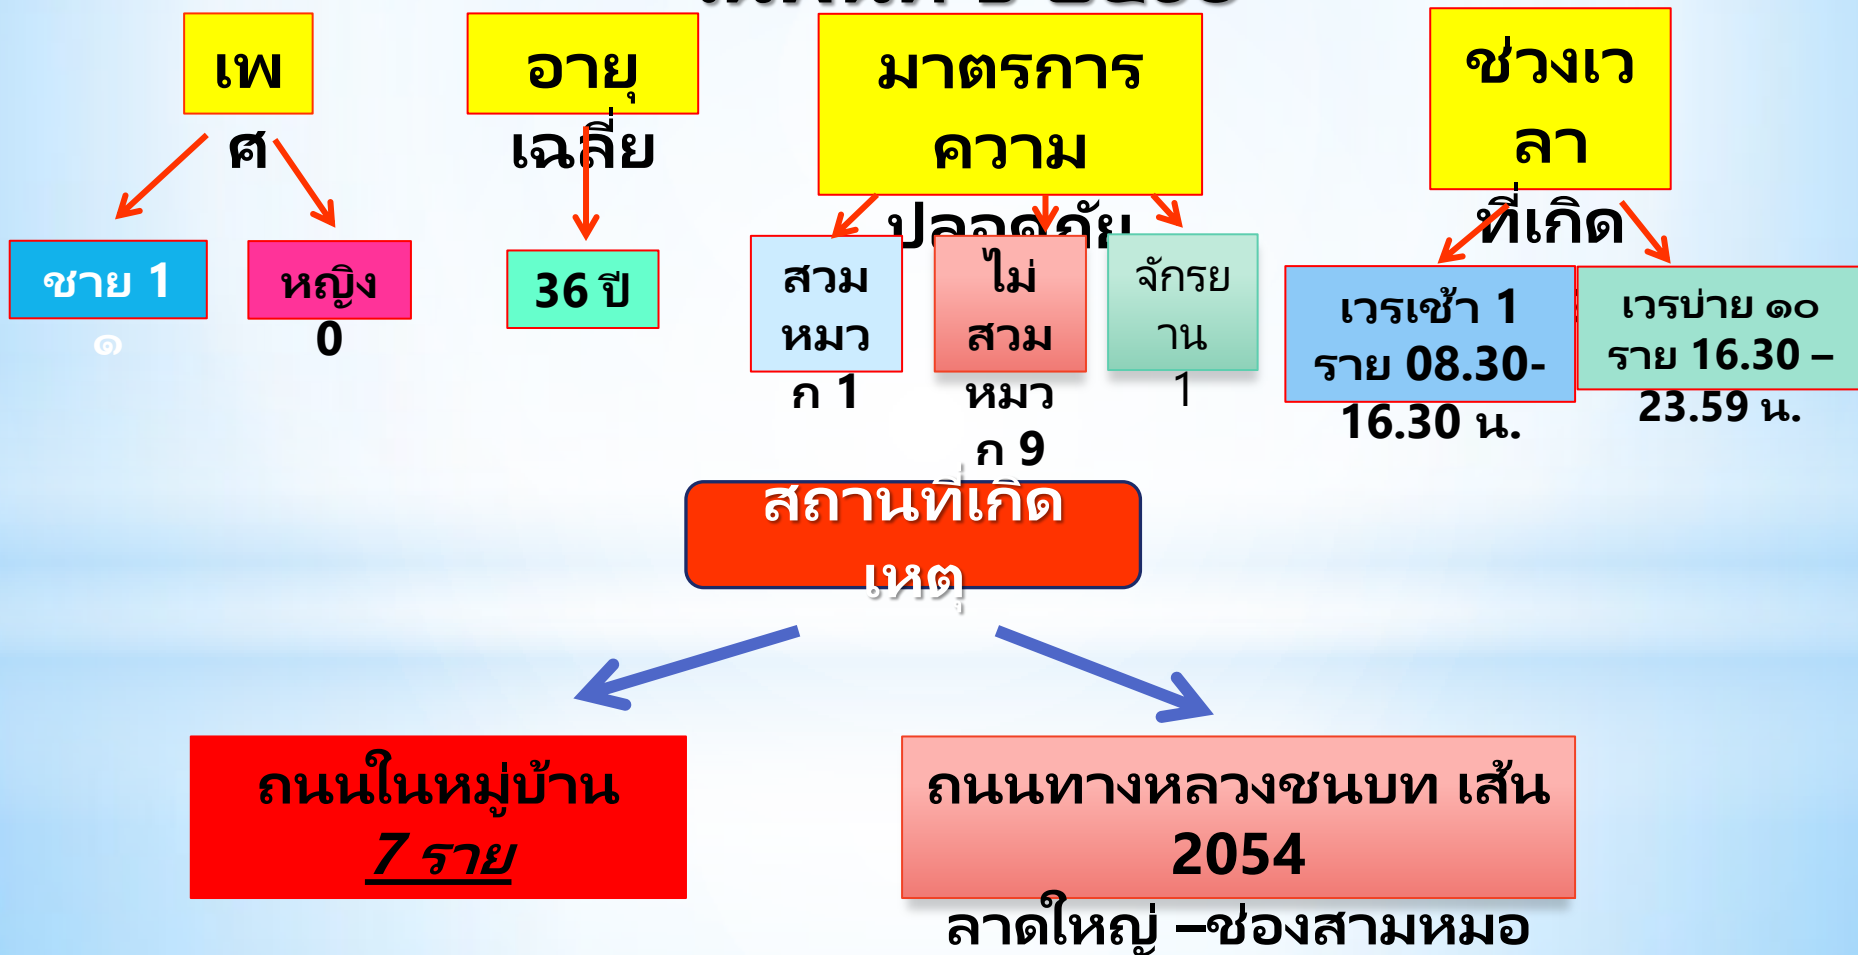 เพ
ศ
อายุ
เฉลี่ย
มาตรการ
ความ
ปลอดภัย
ช่วงเว
ลา
ที่เกิด
ชาย 1
๑
หญิง
0
36 ปี
สวม
หมว
ก 1
ไม่
สวม
หมว
ก 9
จักรย
าน
1
เวรเช้า 1
ราย 08.30-
16.30 น.
เวรบ่าย ๑๐
ราย 16.30 –
23.59 น.
สถานที่เกิด
เหตุ
ถนนในหมู่บ้าน
7 ราย
ถนนทางหลวงชนบท เส้น
2054
ลาดใหญ่ –ช่องสามหมอ